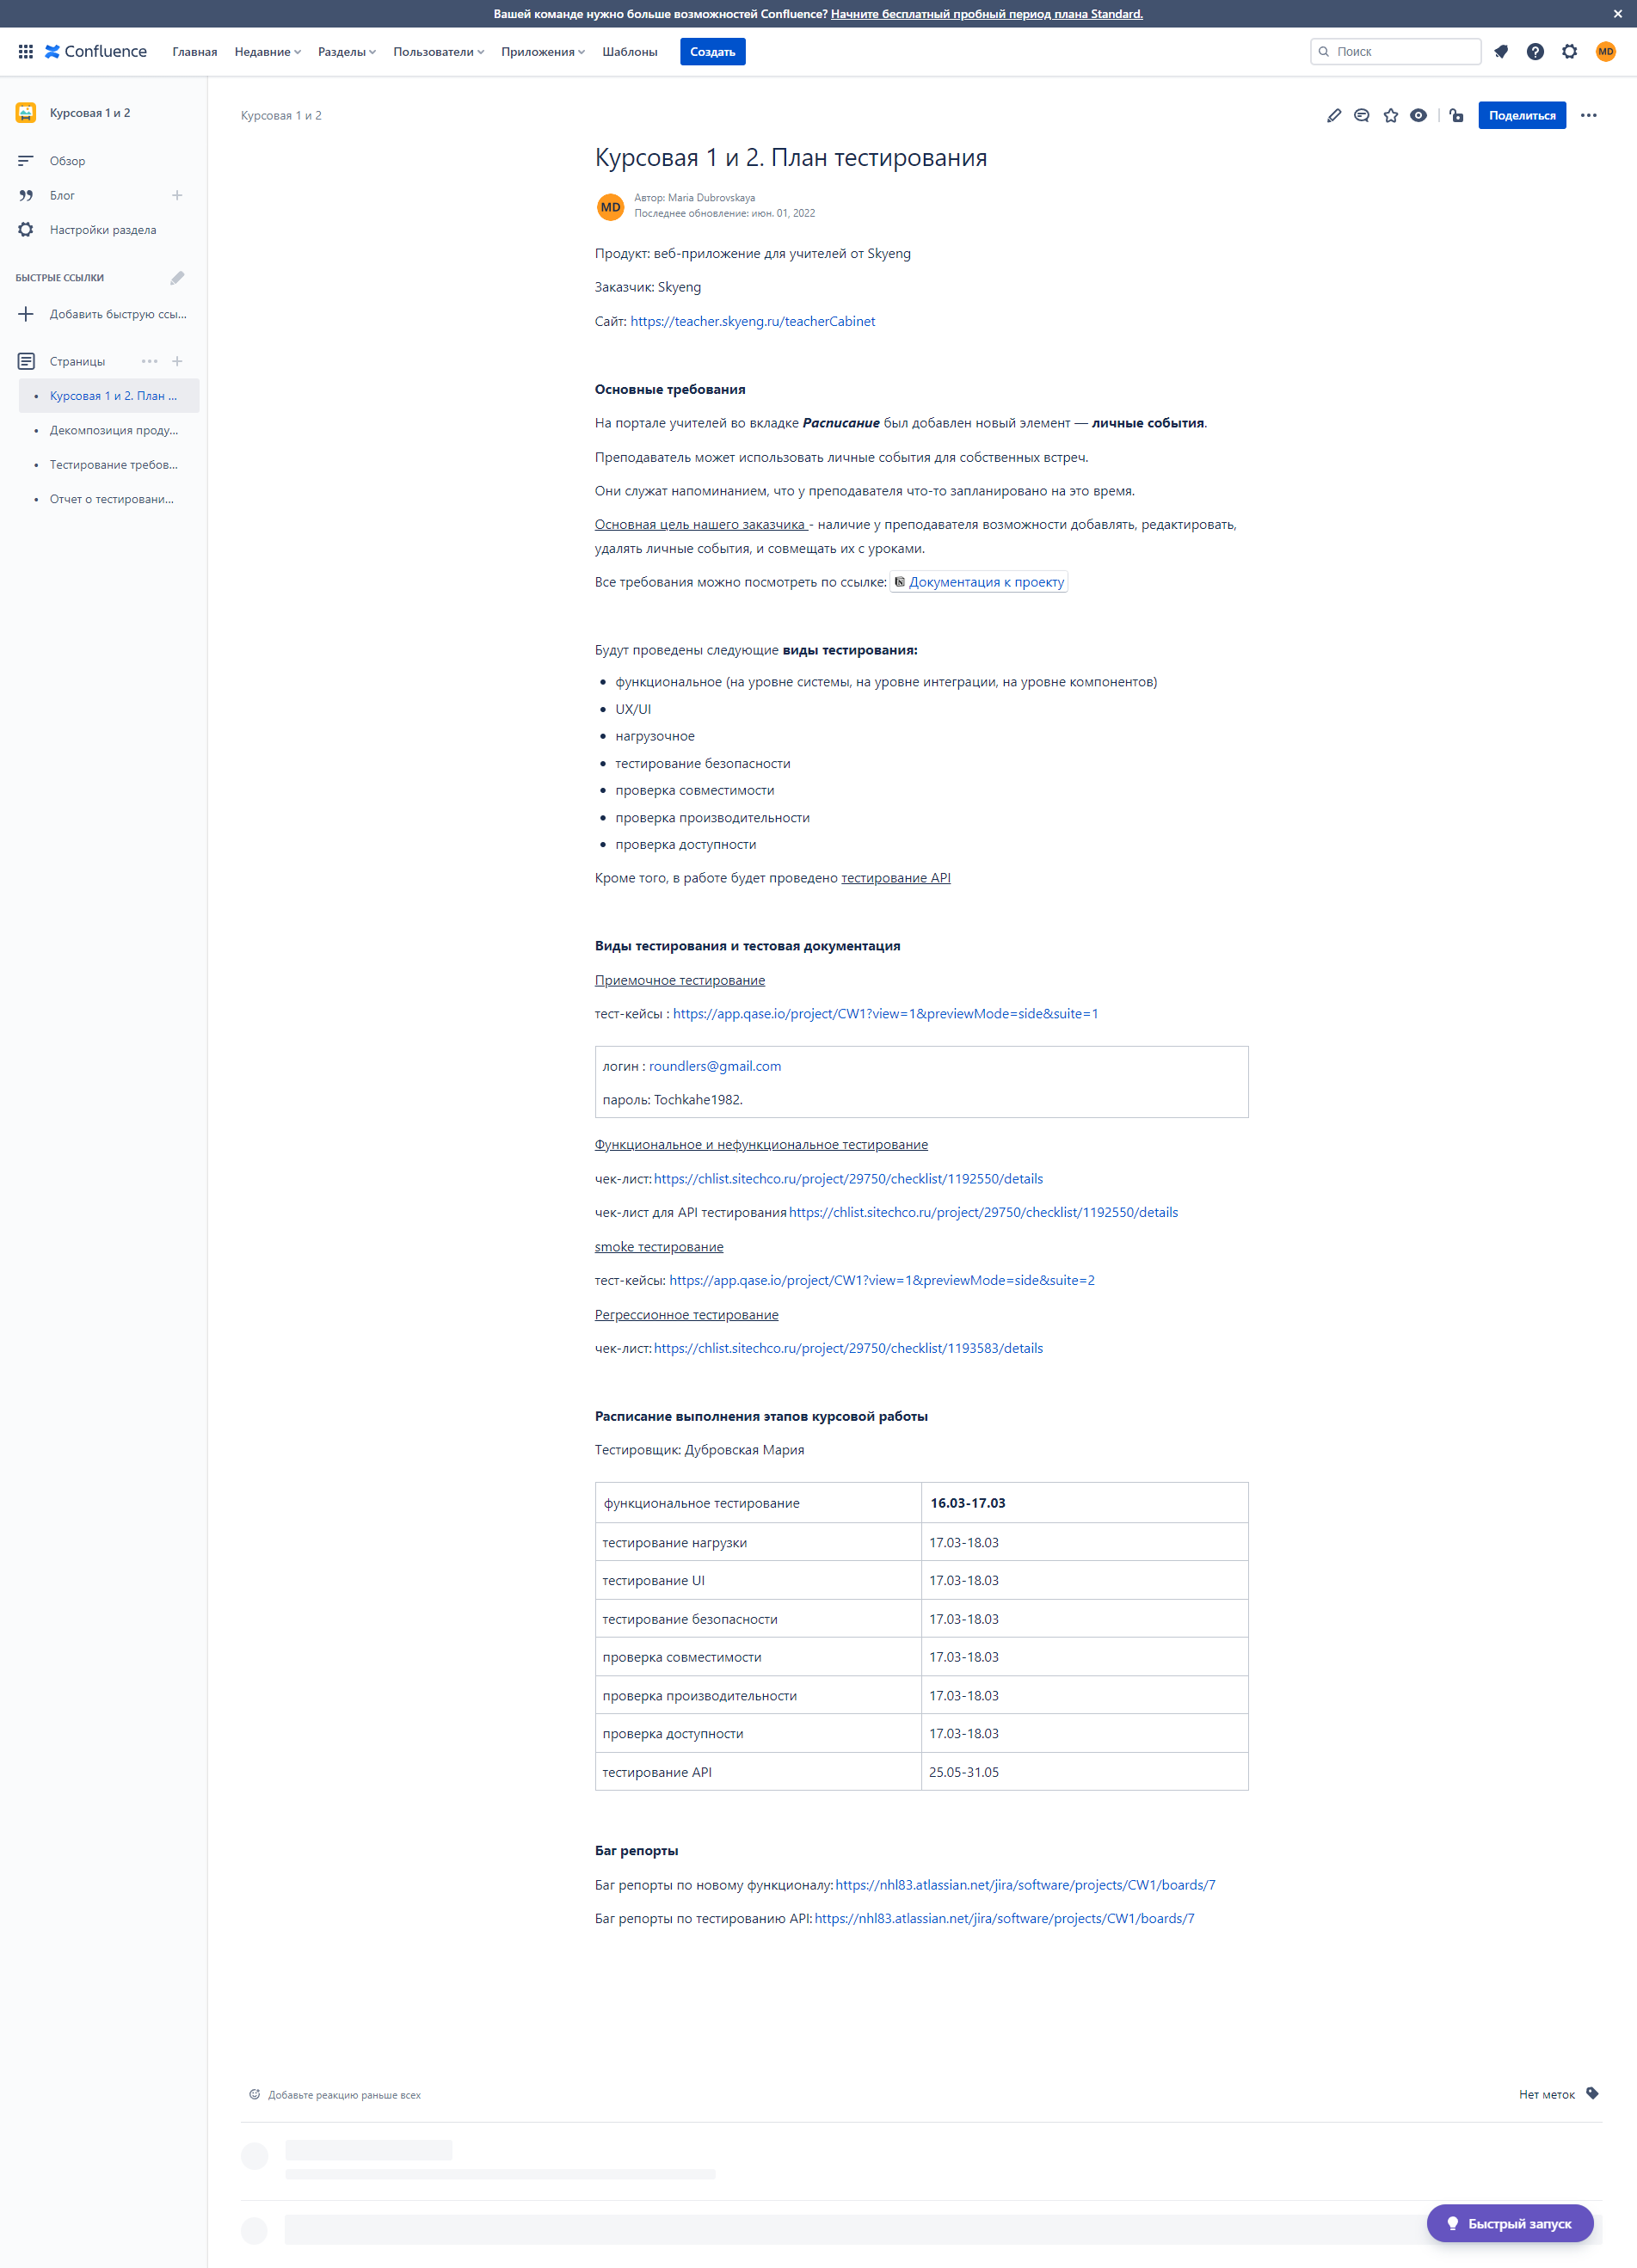 Вашей команде нужно больше возможностей Confluence? Начните бесплатный пробный период плана Standard.
Confluence Главная Недавние Разделы Пользователи Приложения Шаблоны Создать Поиск MD
Курсовая 1 и 2
Обзор
Блог
Настройки раздела
БЫСТРЫЕ ССЫЛКИ
Добавить быструю ссы...
Страницы
Курсовая 1 и 2. План ...
Декомпозиция проду...
Тестирование требов...
Отчет о тестировани...
Курсовая 1 и 2
Поделиться
Курсовая 1 и 2. План тестирования
MD
Автор: Maria Dubrovskaya
Последнее обновление: июн. 01, 2022
Продукт: веб-приложение для учителей от Skyeng
Заказчик: Skyeng
Сайт: https://teacher.skyeng.ru/teacherCabinet
Основные требования
На портале учителей во вкладке Расписание был добавлен новый элемент — личные события.
Преподаватель может использовать личные события для собственных встреч.
Они служат напоминанием, что у преподавателя что-то запланировано на это время.
Основная цель нашего заказчика - наличие у преподавателя возможности добавлять, редактировать,
удалять личные события, и совмещать их с уроками.
Все требования можно посмотреть по ссылке: Документация к проекту
Будут проведены следующие виды тестирования:
• функциональное (на уровне системы, на уровне интеграции, на уровне компонентов)
• UX/UI
• нагрузочное
• тестирование безопасности
• проверка совместимости
• проверка производительности
• проверка доступности
Кроме того, в работе будет проведено тестирование API
Виды тестирования и тестовая документация
Приемочное тестирование
тест-кейсы : https://app.qase.io/project/CW1?view=1&previewMode=side&suite=1
логин : roundlers@gmail.com
пароль: Tochkahe1982.
Функциональное и нефункциональное тестирование
чек-лист: https://chlist.sitechco.ru/project/29750/checklist/1192550/details
чек-лист для API тестирования https://chlist.sitechco.ru/project/29750/checklist/1192550/details
smoke тестирование
тест-кейсы: https://app.qase.io/project/CW1?view=1&previewMode=side&suite=2
Регрессионное тестирование
чек-лист: https://chlist.sitechco.ru/project/29750/checklist/1193583/details
Расписание выполнения этапов курсовой работы
Тестировщик: Дубровская Мария
функциональное тестирование 16.03-17.03
тестирование нагрузки 17.03-18.03
тестирование UI 17.03-18.03
тестирование безопасности 17.03-18.03
проверка совместимости 17.03-18.03
проверка производительности 17.03-18.03
проверка доступности 17.03-18.03
тестирование API 25.05-31.05
Баг репорты
Баг репорты по новому функционалу: https://nhl83.atlassian.net/jira/software/projects/CW1/boards/7
Баг репорты по тестированию API: https://nhl83.atlassian.net/jira/software/projects/CW1/boards/7
Добавьте реакцию раньше всех
Нет меток
Быстрый запуск